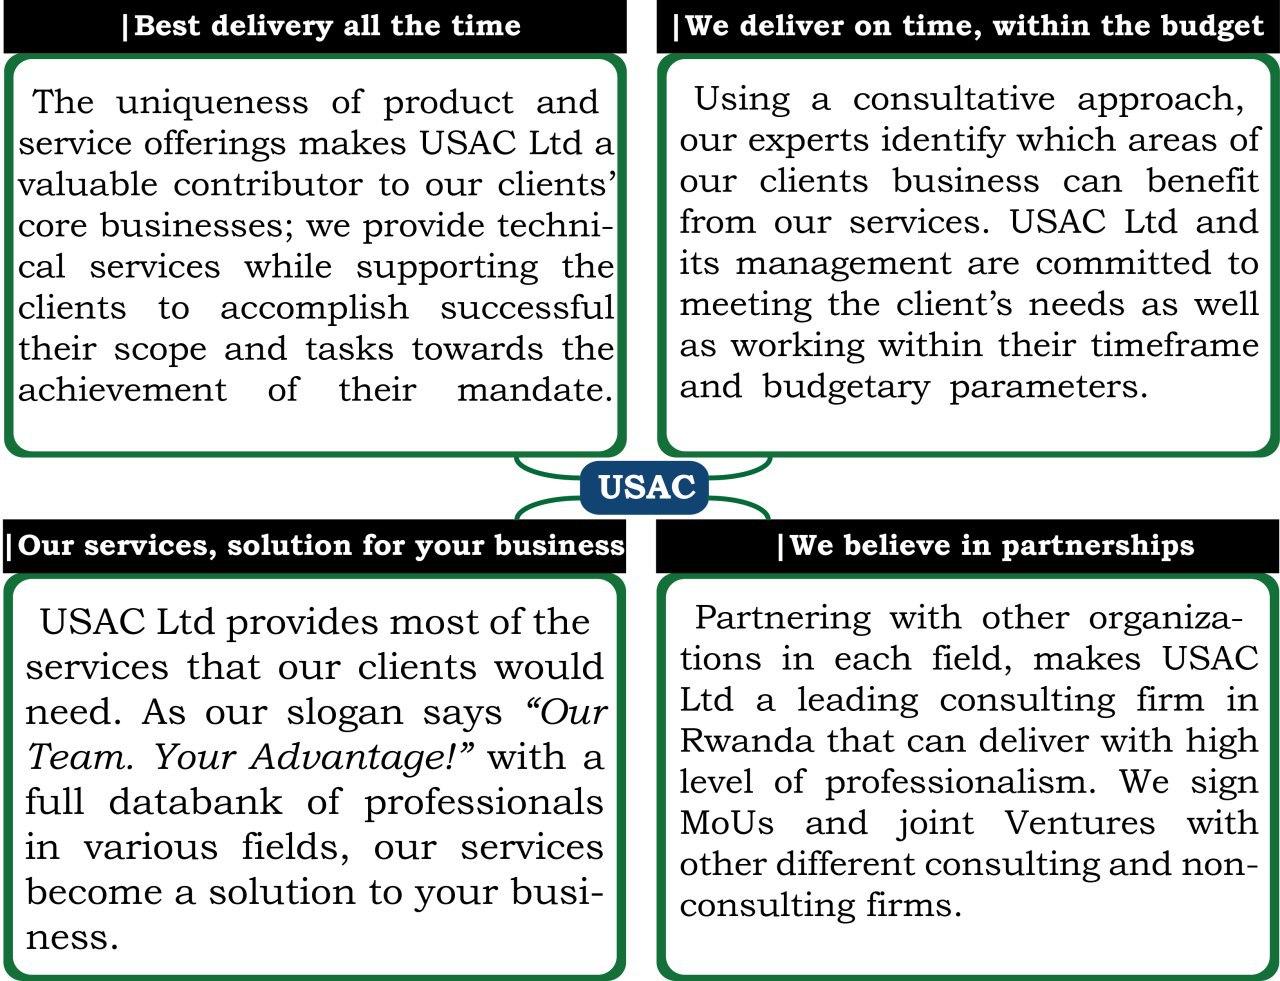 |Best delivery all the time
The uniqueness of product and
service offerings makes USAC Ltd a
valuable contributor to our clients’
core businesses; we provide techni-
cal services while supporting the
clients to accomplish successful
their scope and tasks towards the
achievement of their mandate.
|We deliver on time, within the budget
Using a consultative approach,
our experts identify which areas of
our clients business can benefit
from our services. USAC Ltd and
its management are committed to
meeting the client’s needs as well
as working within their timeframe
and budgetary parameters.
USAC
|Our services, solution for your business
USAC Ltd provides most of the
services that our clients would
need. As our slogan says “Our
Team. Your Advantage!” with a
full databank of professionals
in various fields, our services
become a solution to your busi-
ness.
|We believe in partnerships
Partnering with other organiza-
tions in each field, makes USAC
Ltd a leading consulting firm in
Rwanda that can deliver with high
level of professionalism. We sign
MoUs and joint Ventures with
other different consulting and non-
consulting firms.